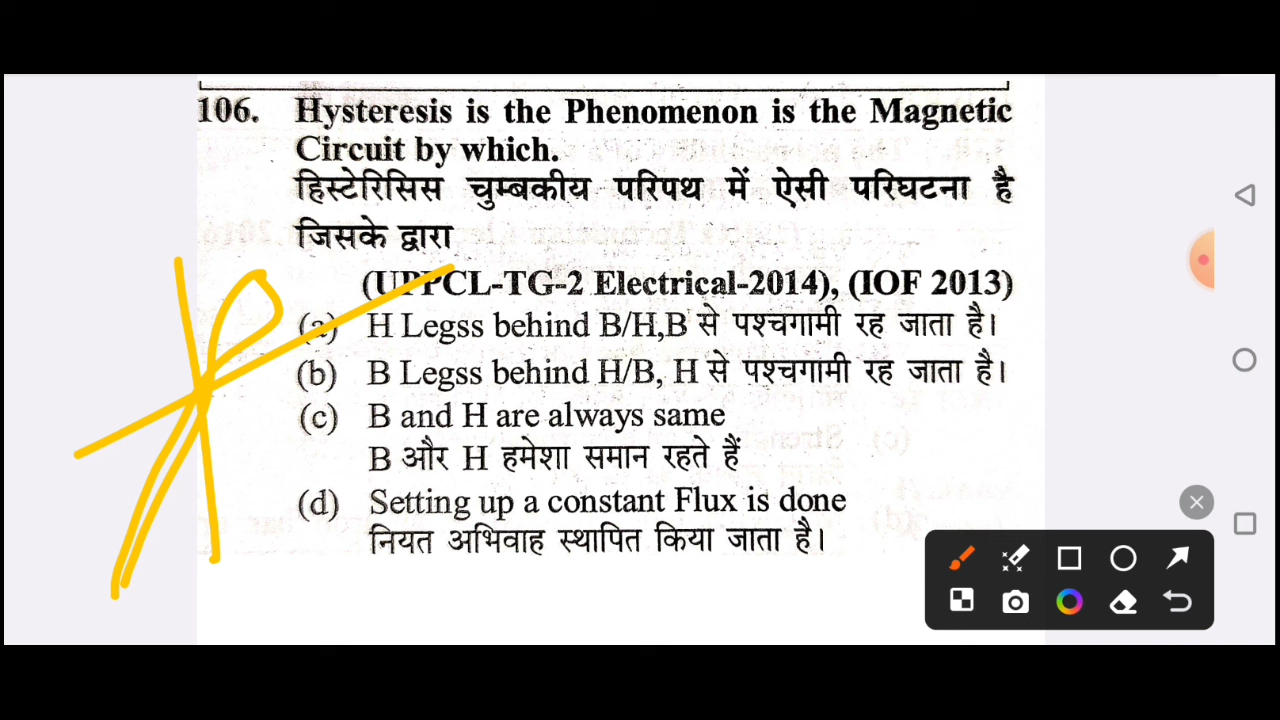 106. Hysteresis is the Phenomenon is the Magnetic
Circuit by which.
हिस्टेरिसिस चुम्बकीय परिपथ में ऐसी परिघटना है
जिसके द्वारा
(UPPCL-TG-2 Electrical-2014), (IOF 2013)
(a) H Legss behind B/H,B से पश्चगामी रह जाता है।
(b) B Legss behind H/B, H से पश्चगामी रह जाता है।
(c) B and H are always same
B और H हमेशा समान रहते हैं
(d) Setting up a constant Flux is done
नियत अभिवाह स्थापित किया जाता है।